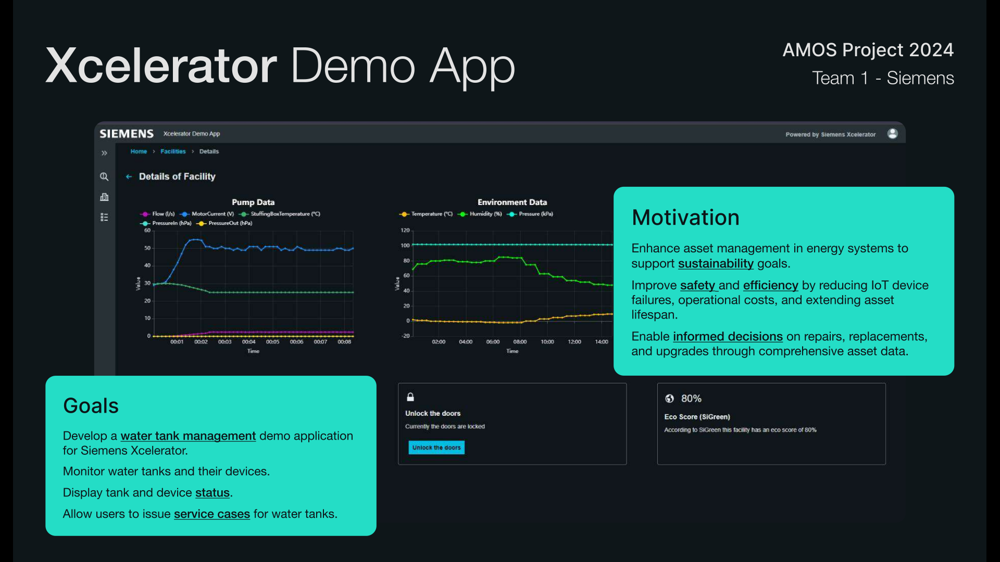 Xcelerator Demo App
AMOS Project 2024
Team 1 - Siemens
SIEMENS Xcelerator Demo App
Powered by Siemens Xcelerator
Home > Facilities > Details
Details of Facility
Pump Data
Flow (l/s) MotorCurrent (V) StuffingBoxTemperature (°C)
PressureIn (hPa) PressureOut (hPa)
60
50
40
30
20
10
0
Value
00:01 00:02 00:03 00:04 00:05 00:06 00:07 00:08
Time
Environment Data
Temperature (°C) Humidity (%) Pressure (kPa)
120
100
80
60
40
20
0
-20
Value
02:00 04:00 06:00 08:00 10:00 12:00 14:00
Time
Motivation
Enhance asset management in energy systems to
support sustainability goals.
Improve safety and efficiency by reducing IoT device
failures, operational costs, and extending asset
lifespan.
Enable informed decisions on repairs, replacements,
and upgrades through comprehensive asset data.
Goals
Develop a water tank management demo application
for Siemens Xcelerator.
Monitor water tanks and their devices.
Display tank and device status.
Allow users to issue service cases for water tanks.
Unlock the doors
Currently the doors are locked
Unlock the doors
80%
Eco Score (SiGreen)
According to SiGreen this facility has an eco score of 80%